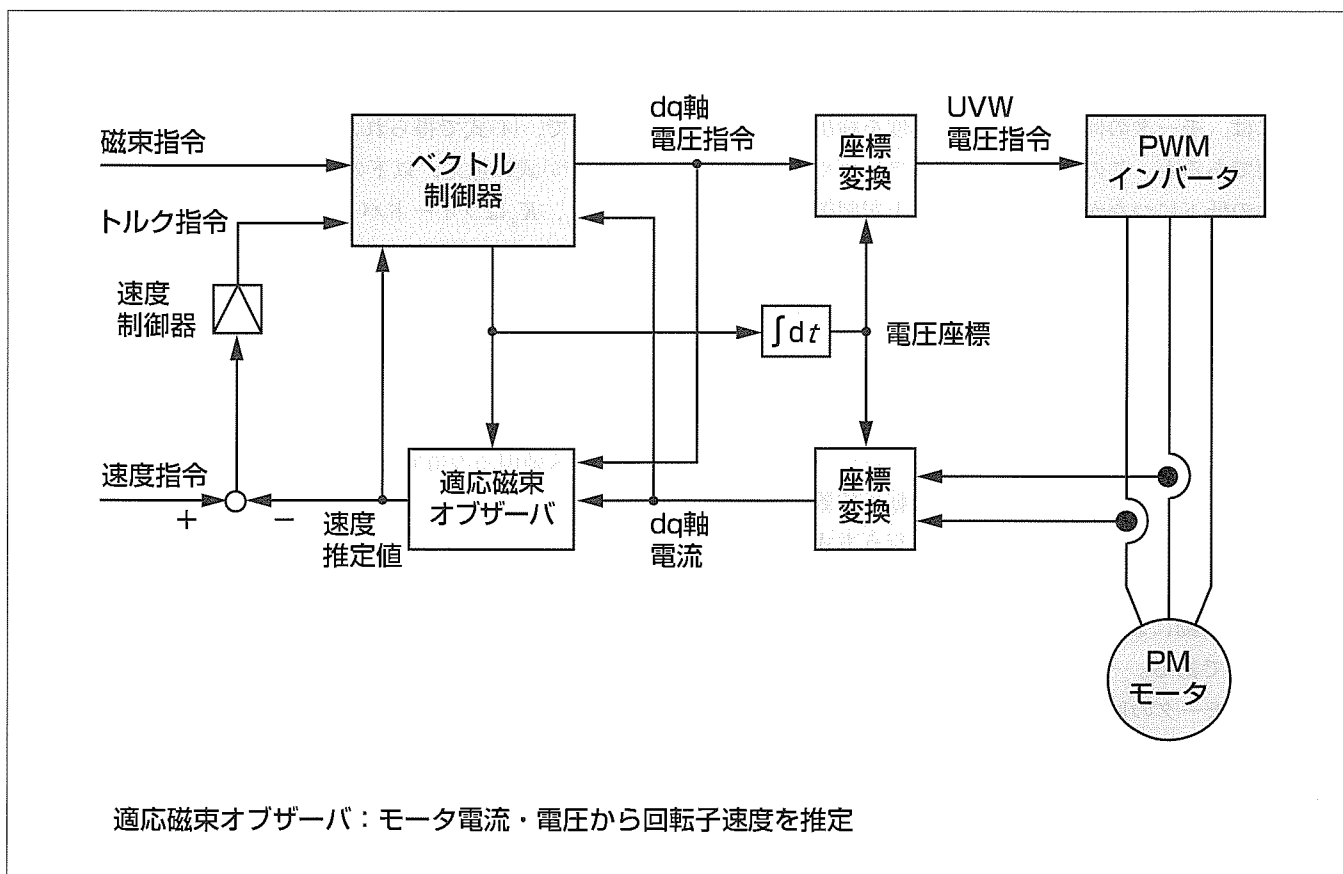 磁束指令
トルク指令
速度
制御器
速度指令
+
−
ベクトル
制御器
dq軸
電圧指令
座標
変換
UVW
電圧指令
PWM
インバータ
∫dt
電圧座標
速度
推定値
適応磁束
オブザーバ
dq軸
電流
座標
変換
PM
モータ
適応磁束オブザーバ：モータ電流・電圧から回転子速度を推定